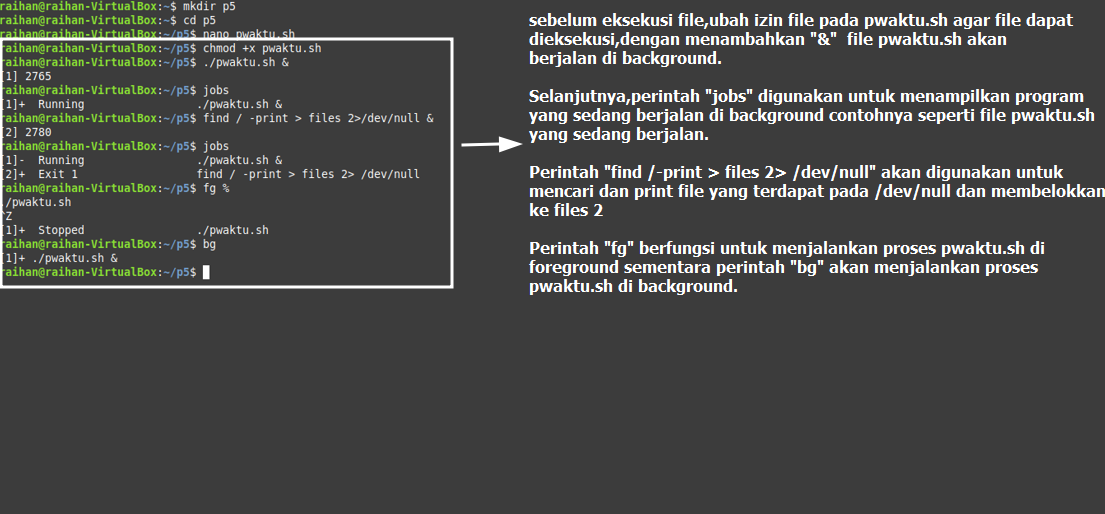 raihan@raihan-VirtualBox:~$ mkdir p5
raihan@raihan-VirtualBox:~$ cd p5
raihan@raihan-VirtualBox:~/p5$ nano pwaktu.sh
raihan@raihan-VirtualBox:~/p5$ chmod +x pwaktu.sh
raihan@raihan-VirtualBox:~/p5$ ./pwaktu.sh &
[1] 2765
raihan@raihan-VirtualBox:~/p5$ jobs
[1]+  Running                 ./pwaktu.sh &
raihan@raihan-VirtualBox:~/p5$ find / -print > files 2>/dev/null &
[2] 2780
raihan@raihan-VirtualBox:~/p5$ jobs
[1]-  Running                 ./pwaktu.sh &
[2]+  Exit 1                  find / -print > files 2> /dev/null
raihan@raihan-VirtualBox:~/p5$ fg %
./pwaktu.sh
^Z
[1]+  Stopped                 ./pwaktu.sh
raihan@raihan-VirtualBox:~/p5$ bg
[1]+ ./pwaktu.sh &
raihan@raihan-VirtualBox:~/p5$
sebelum eksekusi file,ubah izin file pada pwaktu.sh agar file dapat
dieksekusi,dengan menambahkan "&"  file pwaktu.sh akan
berjalan di background.
Selanjutnya,perintah "jobs" digunakan untuk menampilkan program
yang sedang berjalan di background contohnya seperti file pwaktu.sh
yang sedang berjalan.
Perintah "find /-print > files 2> /dev/null" akan digunakan untuk
mencari dan print file yang terdapat pada /dev/null dan membelokkan
ke files 2
Perintah "fg" berfungsi untuk menjalankan proses pwaktu.sh di
foreground sementara perintah "bg" akan menjalankan proses
pwaktu.sh di background.